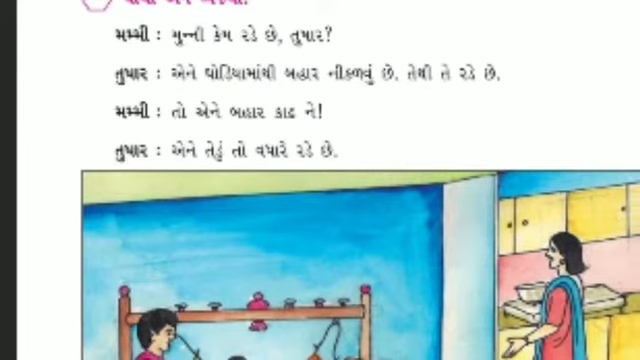 મમ્મી : મુન્ની કેમ રડે છે, તુષાર?
તુષાર : એને ઘોડિયામાંથી બહાર નીકળવું છે. તેથી તે રડે છે.
મમ્મી : તો એને બહાર કાઢ ને!
તુષાર : એને તેડું તો વધારે રડે છે.